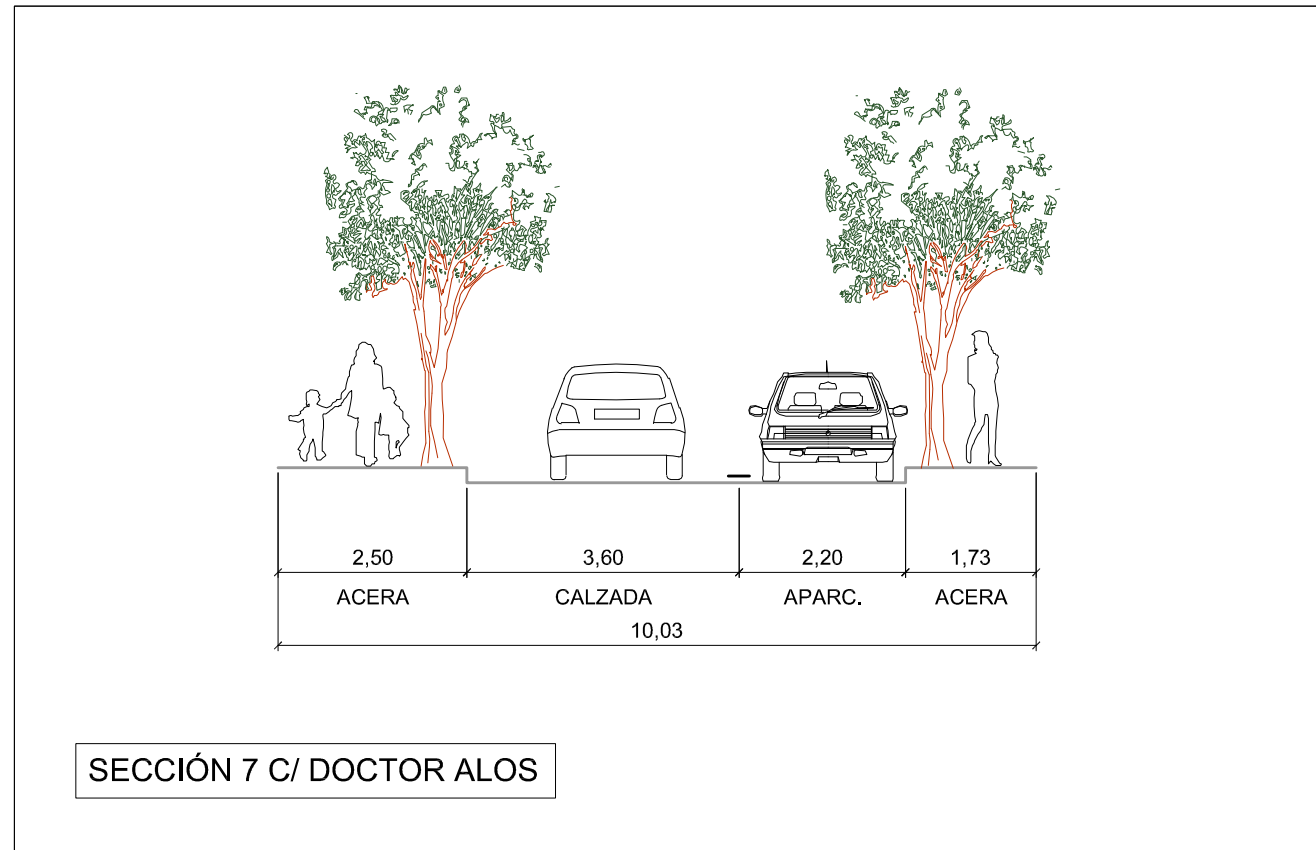 2,50 3,60 2,20 1,73
ACERA CALZADA APARC. ACERA
10,03
SECCIÓN 7 C/ DOCTOR ALOS